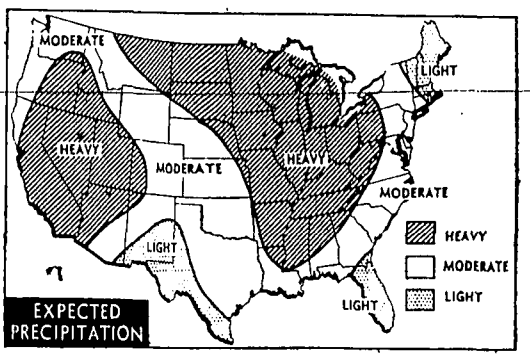 MODERATE
LIGHT
HEAVY
MODERATE
HEAVY
MODERATE
LIGHT
LIGHT
HEAVY
MODERATE
LIGHT
EXPECTED
PRECIPITATION